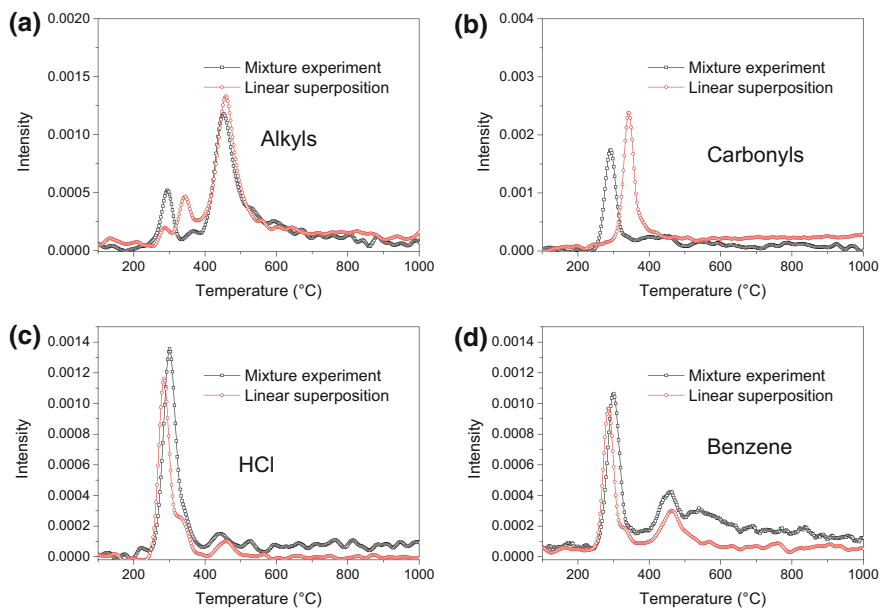 (a)
0.0020
0.0015
0.0010
0.0005
0.0000
Intensity
Mixture experiment
Linear superposition
Alkyls
200 400 600 800 1000
Temperature (°C)
(b)
0.004
0.003
0.002
0.001
0.000
Intensity
Mixture experiment
Linear superposition
Carbonyls
200 400 600 800 1000
Temperature (°C)
(c)
0.0014
0.0012
0.0010
0.0008
0.0006
0.0004
0.0002
0.0000
Intensity
Mixture experiment
Linear superposition
HCl
200 400 600 800 1000
Temperature (°C)
(d)
0.0014
0.0012
0.0010
0.0008
0.0006
0.0004
0.0002
0.0000
Intensity
Mixture experiment
Linear superposition
Benzene
200 400 600 800 1000
Temperature (°C)